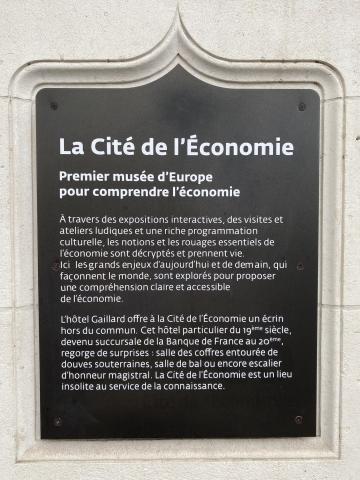 La Cité de l'Économie
Premier musée d'Europe
pour comprendre l'économie
À travers des expositions interactives, des visites et
ateliers ludiques et une riche programmation
culturelle, les notions et les rouages essentiels de
l'économie sont décryptés et prennent vie.
Ici les grands enjeux d'aujourd'hui et de demain, qui
façonnent le monde, sont explorés pour proposer
une compréhension claire et accessible
de l'économie.
L'hôtel Gaillard offre à la Cité de l'Économie un écrin
hors du commun. Cet hôtel particulier du 19ème siècle,
devenu succursale de la Banque de France au 20ème,
regorge de surprises : salle des coffres entourée de
douves souterraines, salle de bal ou encore escalier
d'honneur magistral. La Cité de l'Économie est un lieu
insolite au service de la connaissance.